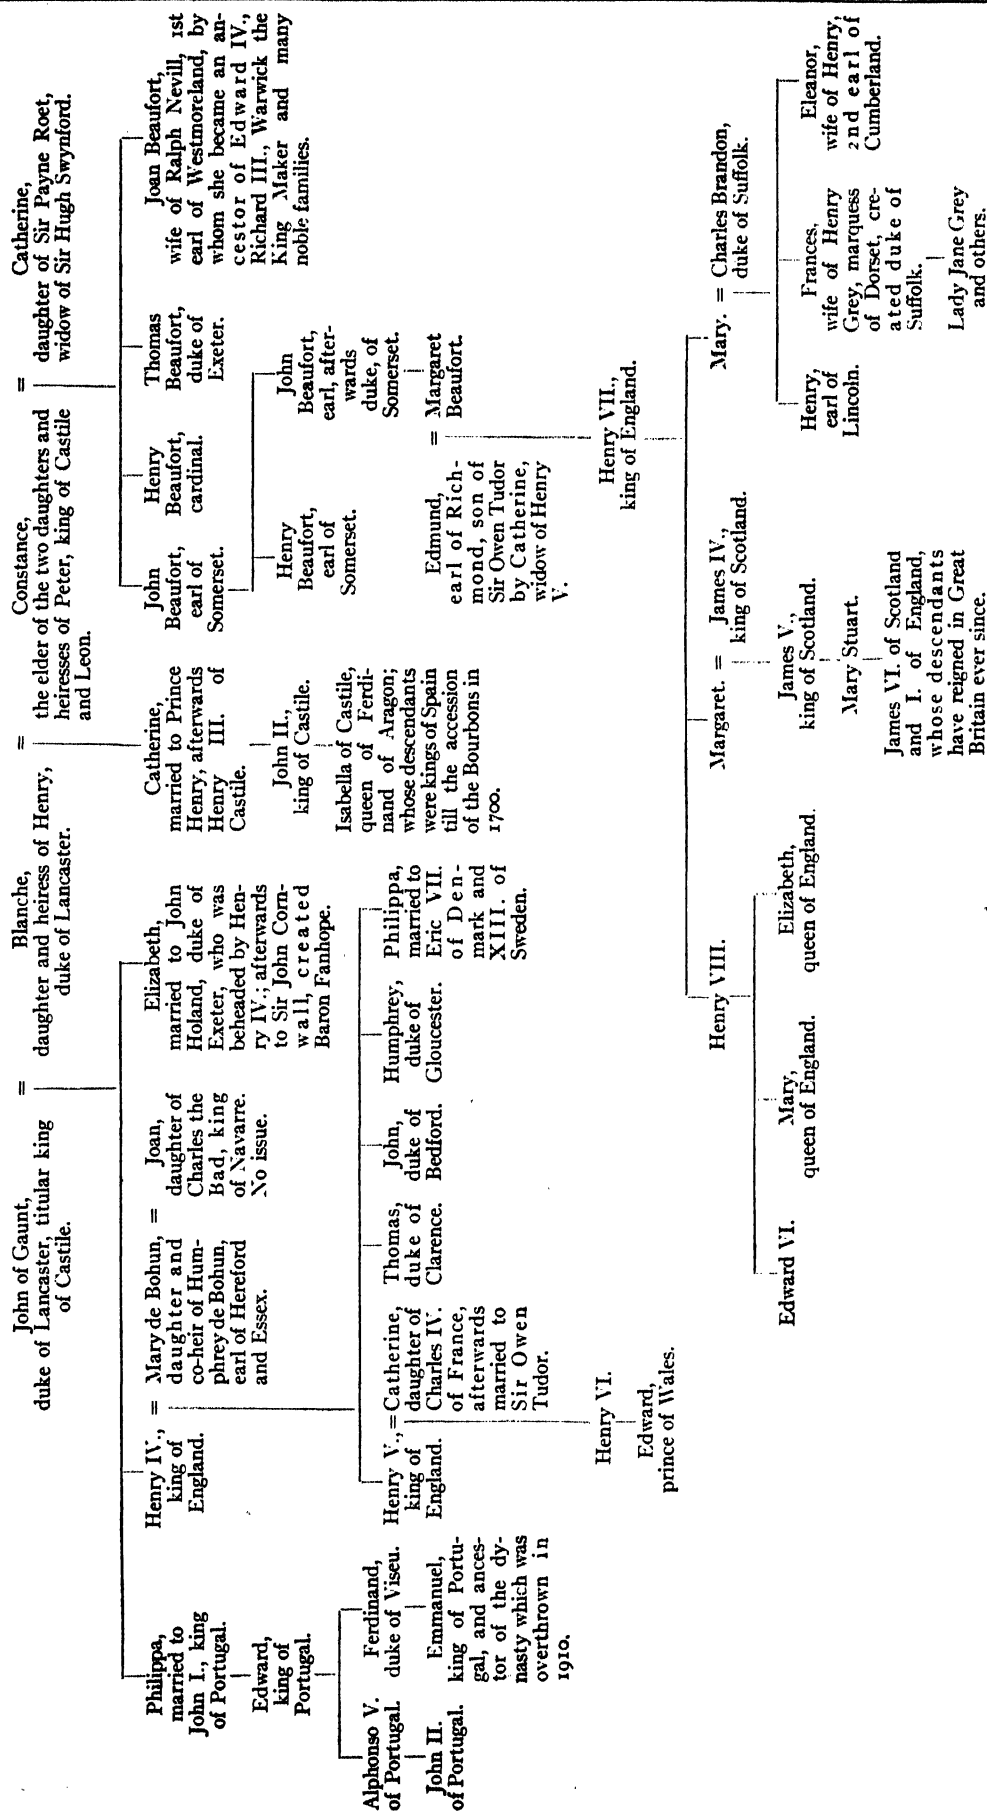 John of Gaunt,
duke of Lancaster, titular king
of Castile.
=
Blanche,
daughter and heiress of Henry,
duke of Lancaster.
=
Constance,
the elder of the two daughters and
heiresses of Peter, king of Castile
and Leon.
=
Catherine,
daughter of Sir Payne Roet,
widow of Sir Hugh Swynford.
Philippa,
married to
John I., king
of Portugal.
Henry IV.,
king of
England.
=
Mary de Bohun,
daughter and
co-heir of Hum-
phrey de Bohun,
earl of Hereford
and Essex.
=
Joan,
daughter of
Charles the
Bad, king
of Navarre.
No issue.
Elizabeth,
married to John
Holand, duke of
Exeter, who was
beheaded by Hen-
ry IV.; afterwards
to Sir John Corn-
wall, created
Baron Fanhope.
Catherine,
married to Prince
Henry, afterwards
Henry III. of
Castile.
John
Beaufort,
earl of
Somerset.
Henry
Beaufort,
cardinal.
Thomas
Beaufort,
duke of
Exeter.
Joan Beaufort,
wife of Ralph Nevill, 1st
earl of Westmoreland, by
whom she became an an-
cestor of Edward IV.,
Richard III., Warwick the
King Maker and many
noble families.
Edward,
king of
Portugal.
John II.,
king of Castile.
Henry
Beaufort,
earl of
Somerset.
John
Beaufort,
earl, after-
wards
duke, of
Somerset.
Alphonso V.
of Portugal.
Ferdinand,
duke of Viseu.
Henry V.,
king of
England.
=
Catherine,
daughter of
Charles IV.
of France,
afterwards
married to
Sir Owen
Tudor.
Thomas,
duke of
Clarence.
John,
duke of
Bedford.
Humphrey,
duke of
Gloucester.
Philippa,
married to
Eric VII.
of Den-
mark and
XIII. of
Sweden.
Isabella of Castile,
queen of Ferdi-
nand of Aragon;
whose descendants
were kings of Spain
till the accession
of the Bourbons in
1700.
John II.
of Portugal.
Emmanuel,
king of Portu-
gal, and ances-
tor of the dy-
nasty which was
overthrown in
1910.
Edmund,
earl of Rich-
mond, son of
Sir Owen Tudor
by Catherine,
widow of Henry
V.
=
Margaret
Beaufort.
Henry VI.
Edward,
prince of Wales.
Henry VII.,
king of England.
Henry VIII.
Margaret.
=
James IV.,
king of Scotland.
Mary.
=
Charles Brandon,
duke of Suffolk.
Edward VI.
Mary,
queen of England.
Elizabeth,
queen of England.
James V.,
king of Scotland.
Mary Stuart.
James VI. of Scotland
and I. of England,
whose descendants
have reigned in Great
Britain ever since.
Henry,
earl of
Lincoln.
Frances,
wife of Henry
Grey, marquess
of Dorset, cre-
ated duke of
Suffolk.
Eleanor,
wife of Henry,
2nd earl of
Cumberland.
Lady Jane Grey
and others.